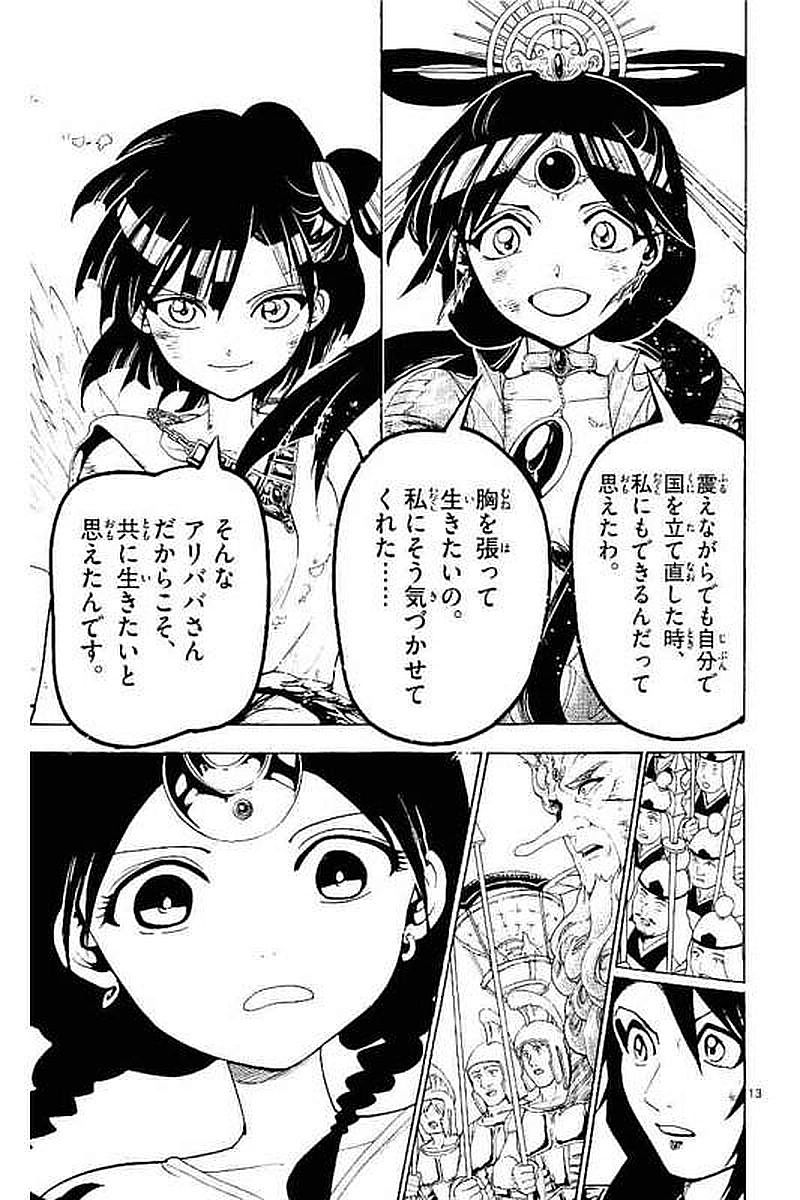 震えながらでも自分で
国を立て直した時、
私にもできるんだって
思えたわ。
胸を張って
生きたいの。
私にそう気づかせて
くれた……
そんな
アリババさん
だからこそ、
共に生きたいと
思えたんです。
13